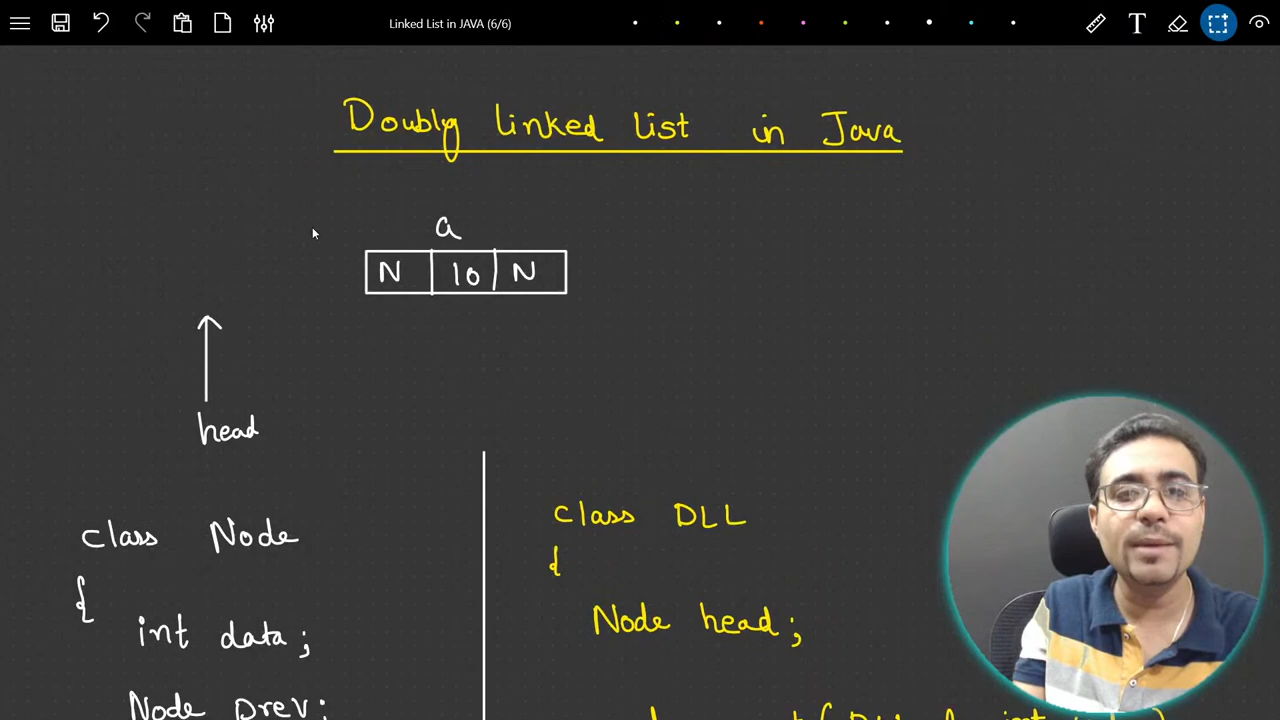 Linked List in JAVA (6/6)
Doubly linked list in Java
a
N 10 N
head
class Node
{
int data;
Node prev;
class DLL
{
Node head;